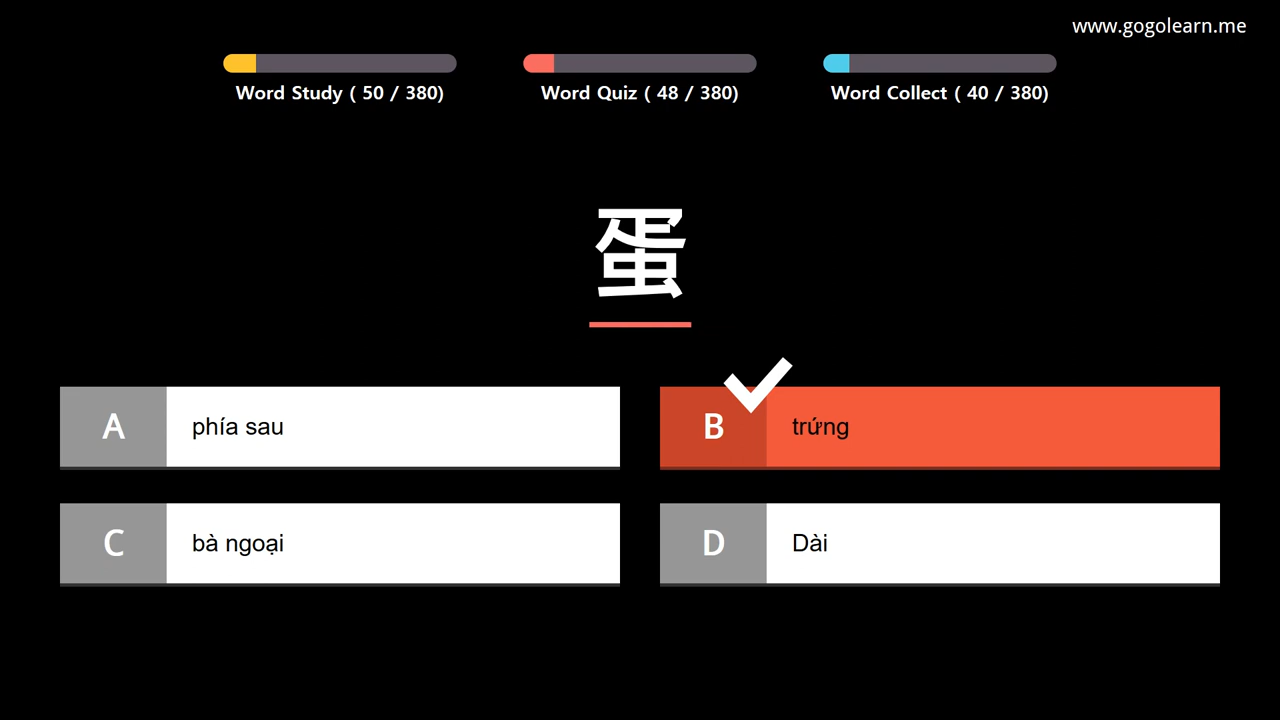 www.gogolearn.me
Word Study ( 50 / 380)
Word Quiz ( 48 / 380)
Word Collect ( 40 / 380)
蛋
A phía sau
B trứng
C bà ngoại
D Dài